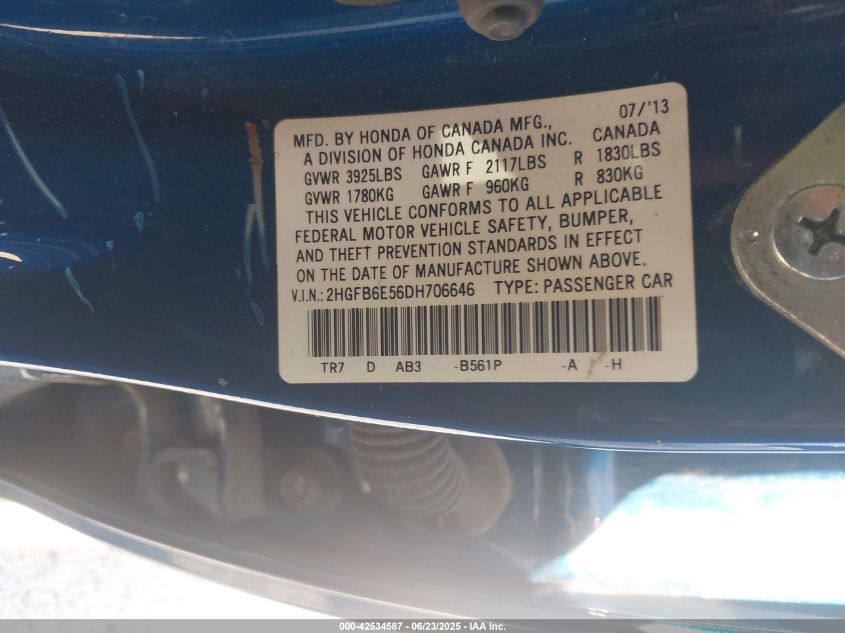 07/'13
MFD. BY HONDA OF CANADA MFG.,
A DIVISION OF HONDA CANADA INC. CANADA
GVWR 3925LBS GAWR F 2117LBS R 1830LBS
GVWR 1780KG GAWR F 960KG R 830KG
THIS VEHICLE CONFORMS TO ALL APPLICABLE
FEDERAL MOTOR VEHICLE SAFETY, BUMPER,
AND THEFT PREVENTION STANDARDS IN EFFECT
ON THE DATE OF MANUFACTURE SHOWN ABOVE.
V.I.N.: 2HGFB6E56DH706646 TYPE: PASSENGER CAR
TR7 D AB3 -B561P -A -H
000-42534587 - 06/23/2025 - IAA Inc.